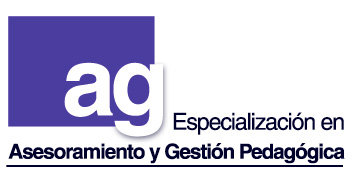 ag
Especialización en
Asesoramiento y Gestión Pedagógica